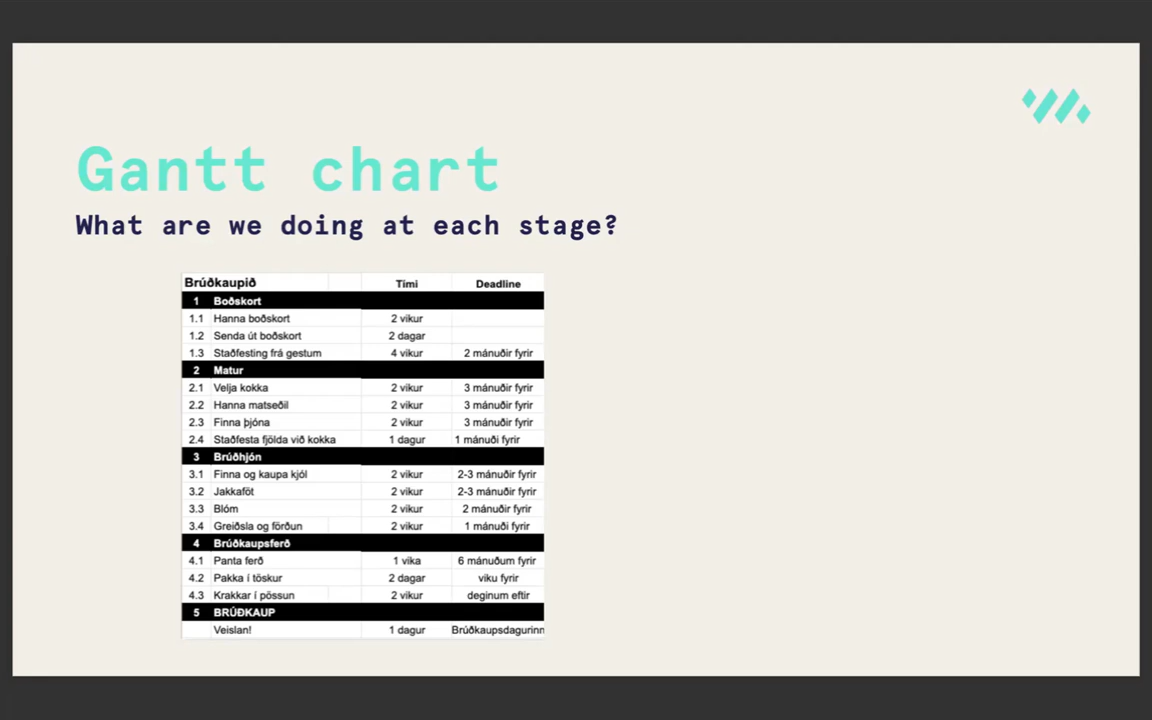 Gantt chart
What are we doing at each stage?
Brúðkaupið Tími Deadline
1 Boðskort
1.1 Hanna boðskort 2 vikur
1.2 Senda út boðskort 2 dagar
1.3 Staðfesting frá gestum 4 vikur 2 mánuðir fyrir
2 Matur
2.1 Velja kokka 2 vikur 3 mánuðir fyrir
2.2 Hanna matseðil 2 vikur 3 mánuðir fyrir
2.3 Finna þjóna 2 vikur 3 mánuðir fyrir
2.4 Staðfesta fjölda við kokka 1 dagur 1 mánuði fyrir
3 Brúðhjón
3.1 Finna og kaupa kjól 2 vikur 2-3 mánuðir fyrir
3.2 Jakkaföt 2 vikur 2-3 mánuðir fyrir
3.3 Blóm 2 vikur 2 mánuðir fyrir
3.4 Greiðsla og förðun 2 vikur 1 mánuði fyrir
4 Brúðkaupsferð
4.1 Panta ferð 1 vika 6 mánuðum fyrir
4.2 Pakka í töskur 2 dagar viku fyrir
4.3 Krakkar í pössun 2 vikur deginum eftir
5 BRÚÐKAUP
Veislan! 1 dagur Brúðkaupsdagurinn